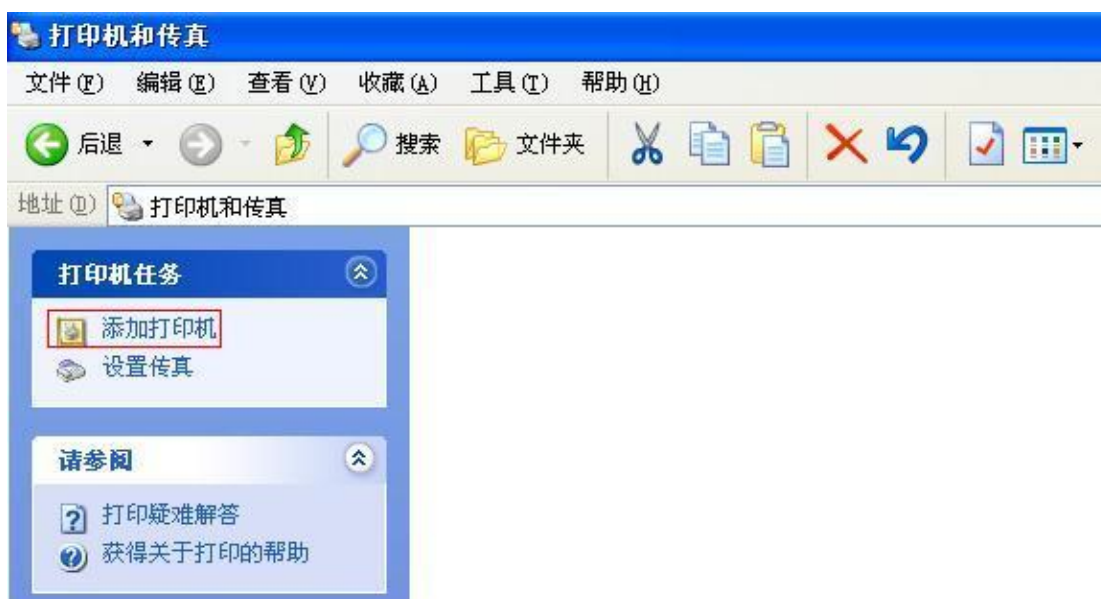 打印机和传真
文件(F) 编辑(E) 查看(V) 收藏(A) 工具(T) 帮助(H)
后退 搜索 文件夹
地址(D) 打印机和传真
打印机任务
添加打印机
设置传真
请参阅
打印疑难解答
获得关于打印的帮助